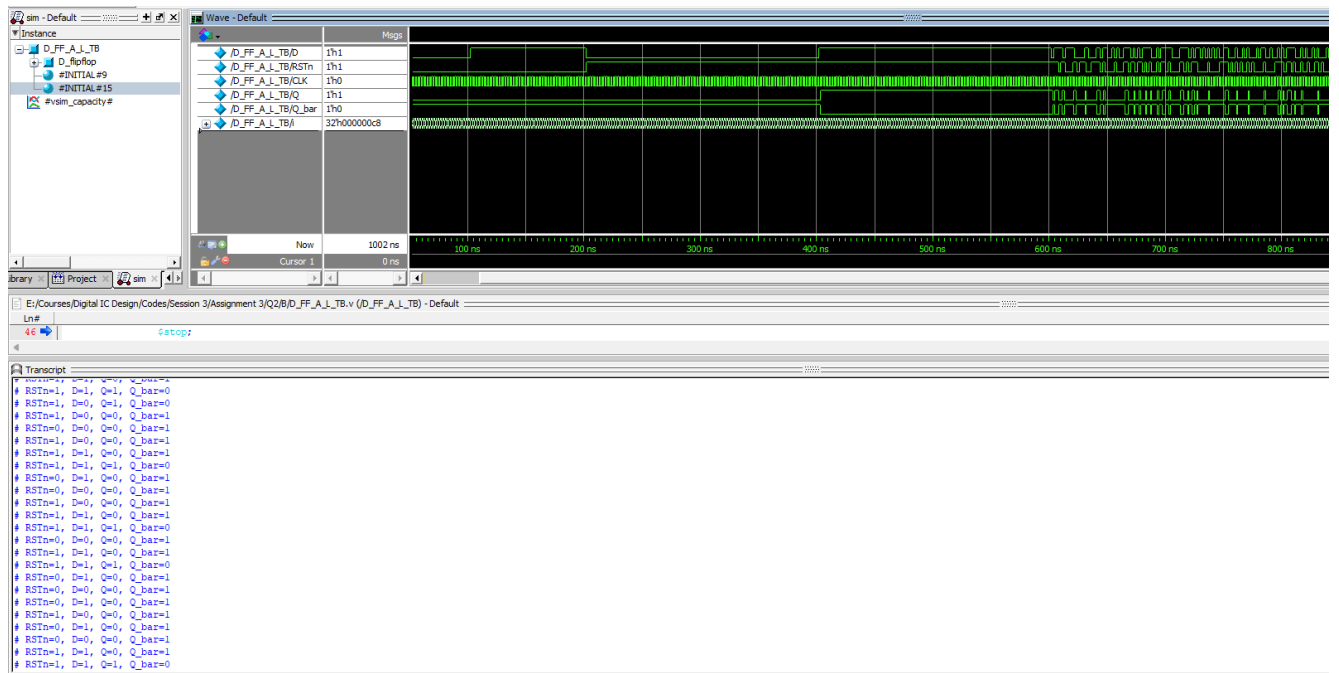 sim - Default
Instance
D_FF_A_L_TB
D_flipflop
#INITIAL#9
#INITIAL#15
#vsim_capacity#
Library
Project
sim
Wave - Default
Msgs
/D_FF_A_L_TB/D 1'h1
/D_FF_A_L_TB/RSTn 1'h1
/D_FF_A_L_TB/CLK 1'h0
/D_FF_A_L_TB/Q 1'h1
/D_FF_A_L_TB/Q_bar 1'h0
/D_FF_A_L_TB/i 32'h000000c8
Now 1002 ns
Cursor 1 0 ns
100 ns 200 ns 300 ns 400 ns 500 ns 600 ns 700 ns 800 ns
E:/Courses/Digital IC Design/Codes/Session 3/Assignment 3/Q2/B/D_FF_A_L_TB.v (/D_FF_A_L_TB) - Default
Ln#
46 $stop;
Transcript
# RSTn=1, D=1, Q=0, Q_bar=1
# RSTn=1, D=1, Q=1, Q_bar=0
# RSTn=1, D=0, Q=1, Q_bar=0
# RSTn=1, D=0, Q=0, Q_bar=1
# RSTn=0, D=0, Q=0, Q_bar=1
# RSTn=1, D=0, Q=0, Q_bar=1
# RSTn=1, D=1, Q=0, Q_bar=1
# RSTn=1, D=1, Q=1, Q_bar=0
# RSTn=0, D=1, Q=0, Q_bar=1
# RSTn=0, D=0, Q=0, Q_bar=1
# RSTn=1, D=0, Q=0, Q_bar=1
# RSTn=1, D=1, Q=0, Q_bar=1
# RSTn=1, D=1, Q=1, Q_bar=0
# RSTn=0, D=0, Q=0, Q_bar=1
# RSTn=1, D=1, Q=0, Q_bar=1
# RSTn=1, D=1, Q=1, Q_bar=0
# RSTn=0, D=1, Q=0, Q_bar=1
# RSTn=0, D=0, Q=0, Q_bar=1
# RSTn=0, D=1, Q=0, Q_bar=1
# RSTn=1, D=0, Q=0, Q_bar=1
# RSTn=0, D=1, Q=0, Q_bar=1
# RSTn=0, D=0, Q=0, Q_bar=1
# RSTn=1, D=1, Q=0, Q_bar=1
# RSTn=1, D=1, Q=1, Q_bar=0